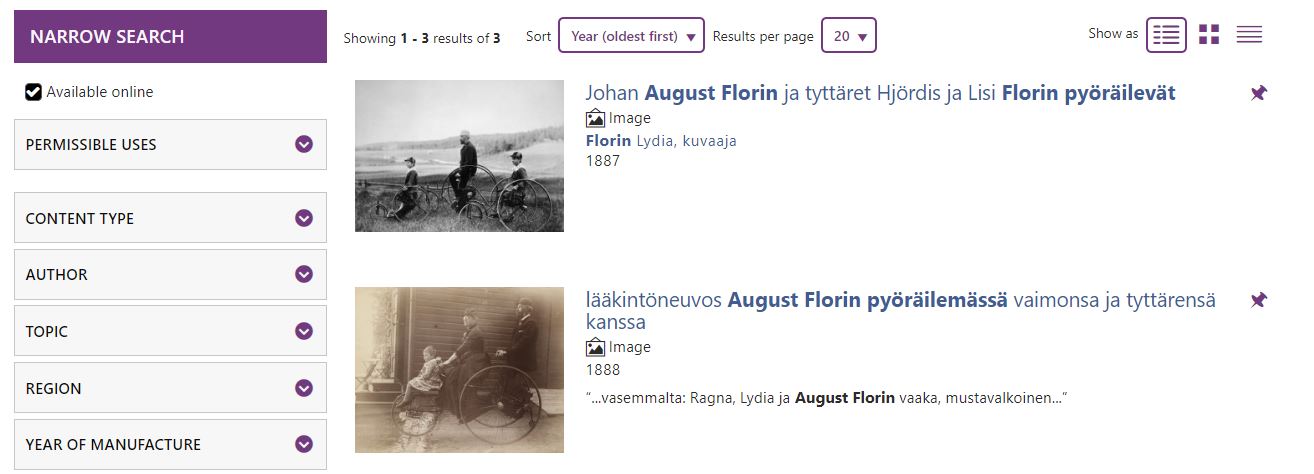 NARROW SEARCH
Showing 1 - 3 results of 3
Sort
Year (oldest first)
Results per page
20
Show as
Available online
PERMISSIBLE USES
CONTENT TYPE
AUTHOR
TOPIC
REGION
YEAR OF MANUFACTURE
Johan August Florin ja tyttäret Hjördis ja Lisi Florin pyöräilevät
Image
Florin Lydia, kuvaaja
1887
lääkintöneuvos August Florin pyöräilemässä vaimonsa ja tyttärensä
kanssa
Image
1888
“...vasemmalta: Ragna, Lydia ja August Florin vaaka, mustavalkoinen...”